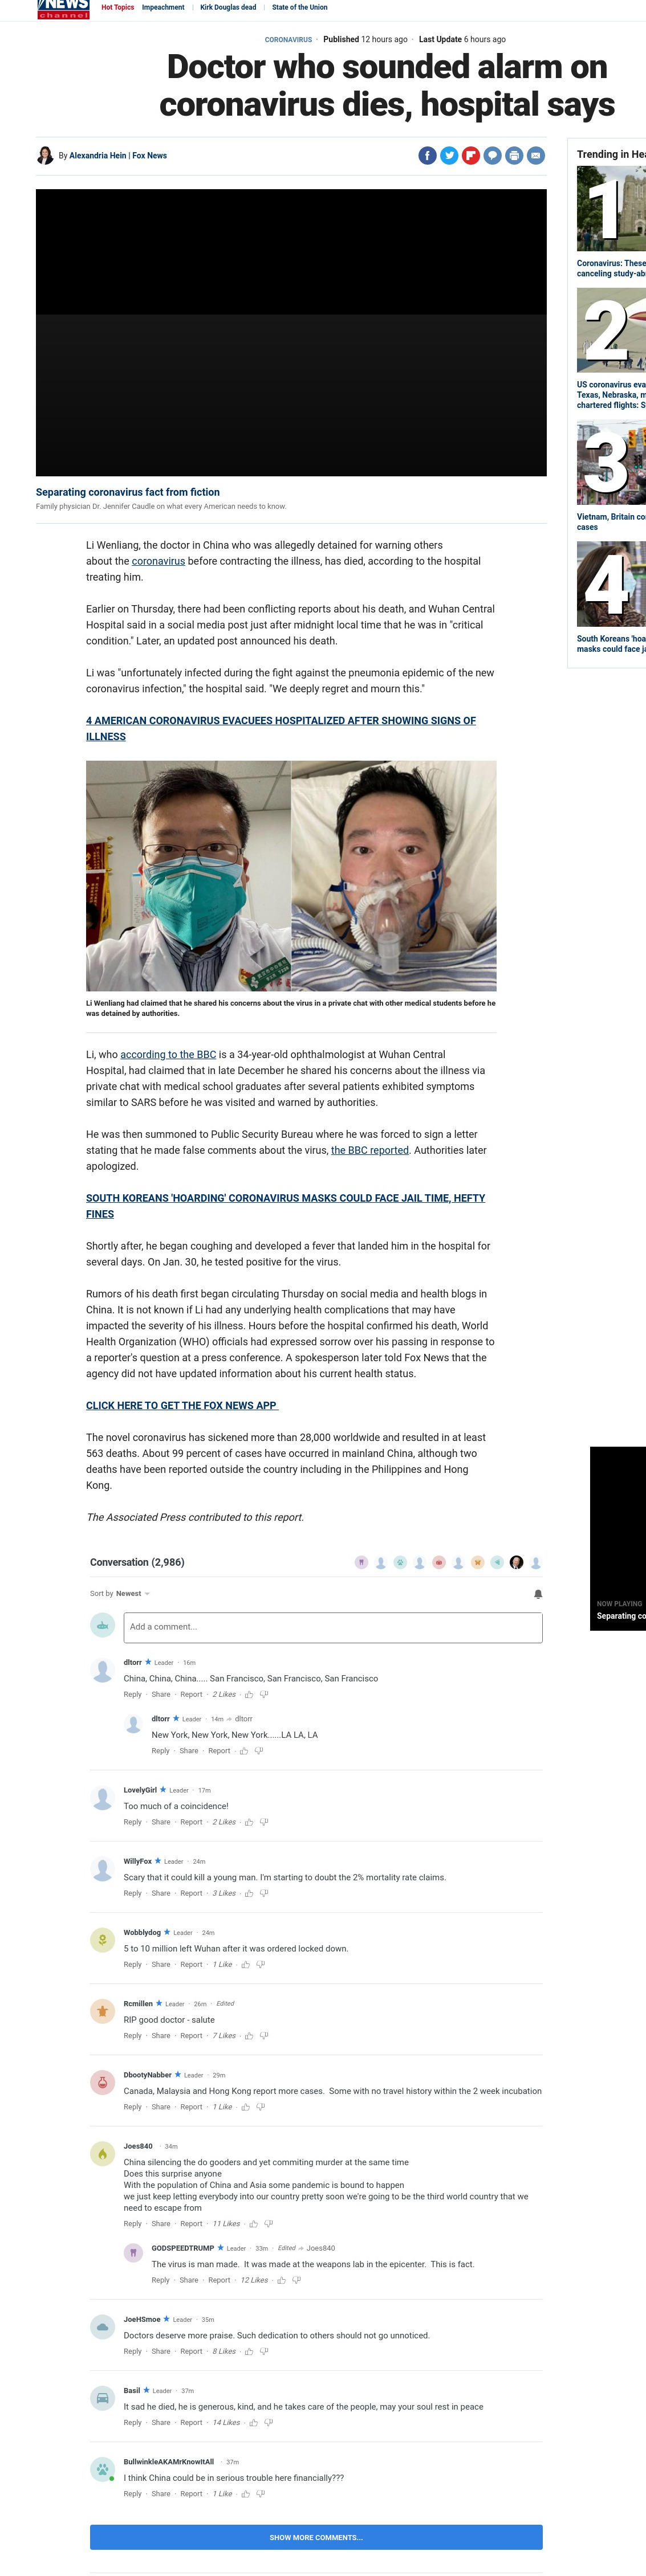 NEWS
channel
Hot Topics Impeachment | Kirk Douglas dead | State of the Union
CORONAVIRUS · Published 12 hours ago · Last Update 6 hours ago
Doctor who sounded alarm on
coronavirus dies, hospital says
By Alexandria Hein | Fox News
Separating coronavirus fact from fiction
Family physician Dr. Jennifer Caudle on what every American needs to know.
Li Wenliang, the doctor in China who was allegedly detained for warning others
about the coronavirus before contracting the illness, has died, according to the hospital
treating him.
Earlier on Thursday, there had been conflicting reports about his death, and Wuhan Central
Hospital said in a social media post just after midnight local time that he was in "critical
condition." Later, an updated post announced his death.
Li was "unfortunately infected during the fight against the pneumonia epidemic of the new
coronavirus infection," the hospital said. "We deeply regret and mourn this."
4 AMERICAN CORONAVIRUS EVACUEES HOSPITALIZED AFTER SHOWING SIGNS OF
ILLNESS
Li Wenliang had claimed that he shared his concerns about the virus in a private chat with other medical students before he
was detained by authorities.
Li, who according to the BBC is a 34-year-old ophthalmologist at Wuhan Central
Hospital, had claimed that in late December he shared his concerns about the illness via
private chat with medical school graduates after several patients exhibited symptoms
similar to SARS before he was visited and warned by authorities.
He was then summoned to Public Security Bureau where he was forced to sign a letter
stating that he made false comments about the virus, the BBC reported. Authorities later
apologized.
SOUTH KOREANS 'HOARDING' CORONAVIRUS MASKS COULD FACE JAIL TIME, HEFTY
FINES
Shortly after, he began coughing and developed a fever that landed him in the hospital for
several days. On Jan. 30, he tested positive for the virus.
Rumors of his death first began circulating Thursday on social media and health blogs in
China. It is not known if Li had any underlying health complications that may have
impacted the severity of his illness. Hours before the hospital confirmed his death, World
Health Organization (WHO) officials had expressed sorrow over his passing in response to
a reporter's question at a press conference. A spokesperson later told Fox News that the
agency did not have updated information about his current health status.
CLICK HERE TO GET THE FOX NEWS APP
The novel coronavirus has sickened more than 28,000 worldwide and resulted in at least
563 deaths. About 99 percent of cases have occurred in mainland China, although two
deaths have been reported outside the country including in the Philippines and Hong
Kong.
The Associated Press contributed to this report.
Trending in Hea
1
Coronavirus: These
canceling study-ab
2
US coronavirus eva
Texas, Nebraska, m
chartered flights: S
3
Vietnam, Britain co
cases
4
South Koreans 'hoa
masks could face ja
NOW PLAYING
Separating co
Conversation (2,986)
Sort by Newest
Add a comment...
dltorr Leader · 16m
China, China, China..... San Francisco, San Francisco, San Francisco
Reply · Share · Report · 2 Likes ·
dltorr Leader · 14m dltorr
New York, New York, New York......LA LA, LA
Reply · Share · Report ·
LovelyGirl Leader · 17m
Too much of a coincidence!
Reply · Share · Report · 2 Likes ·
WillyFox Leader · 24m
Scary that it could kill a young man. I'm starting to doubt the 2% mortality rate claims.
Reply · Share · Report · 3 Likes ·
Wobblydog Leader · 24m
5 to 10 million left Wuhan after it was ordered locked down.
Reply · Share · Report · 1 Like ·
Rcmillen Leader · 26m · Edited
RIP good doctor - salute
Reply · Share · Report · 7 Likes ·
DbootyNabber Leader · 29m
Canada, Malaysia and Hong Kong report more cases. Some with no travel history within the 2 week incubation
Reply · Share · Report · 1 Like ·
Joes840 · 34m
China silencing the do gooders and yet commiting murder at the same time
Does this surprise anyone
With the population of China and Asia some pandemic is bound to happen
we just keep letting everybody into our country pretty soon we're going to be the third world country that we
need to escape from
Reply · Share · Report · 11 Likes ·
GODSPEEDTRUMP Leader · 33m · Edited Joes840
The virus is man made. It was made at the weapons lab in the epicenter. This is fact.
Reply · Share · Report · 12 Likes ·
JoeHSmoe Leader · 35m
Doctors deserve more praise. Such dedication to others should not go unnoticed.
Reply · Share · Report · 8 Likes ·
Basil Leader · 37m
It sad he died, he is generous, kind, and he takes care of the people, may your soul rest in peace
Reply · Share · Report · 14 Likes ·
BullwinkleAKAMrKnowItAll · 37m
I think China could be in serious trouble here financially???
Reply · Share · Report · 1 Like ·
SHOW MORE COMMENTS...